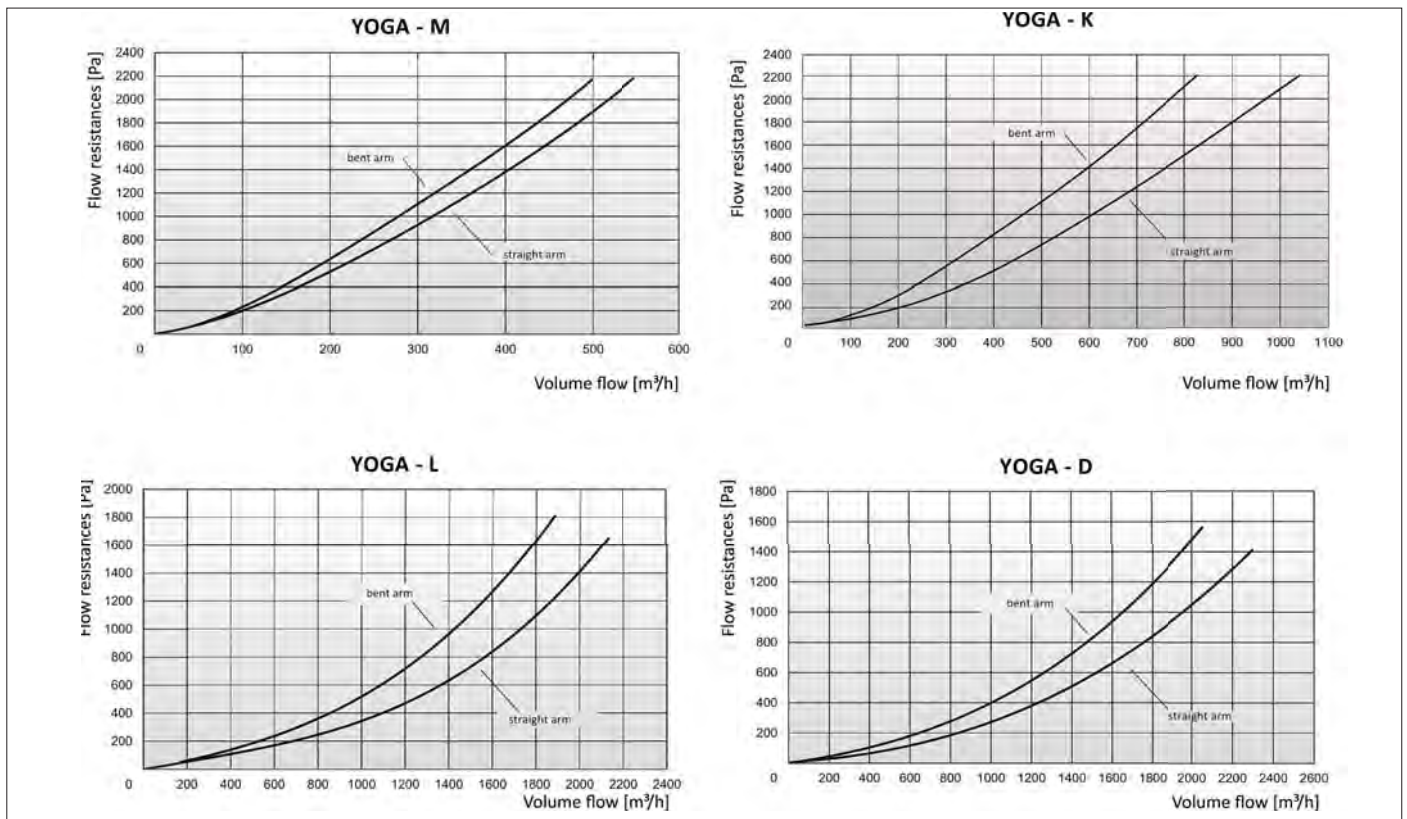 YOGA - M
Flow resistances [Pa]
2400
2200
2000
1800
1600
1400
1200
1000
800
600
400
200
bent arm
straight arm
0 100 200 300 400 500 600
Volume flow [m³/h]
YOGA - K
Flow resistances [Pa]
2400
2200
2000
1800
1600
1400
1200
1000
800
600
400
200
bent arm
straight arm
0 100 200 300 400 500 600 700 800 900 1000 1100
Volume flow [m³/h]
YOGA - L
Flow resistances [Pa]
2000
1800
1600
1400
1200
1000
800
600
400
200
bent arm
straight arm
0 200 400 600 800 1000 1200 1400 1600 1800 2000 2200 2400
Volume flow [m³/h]
YOGA - D
Flow resistances [Pa]
1800
1600
1400
1200
1000
800
600
400
200
bent arm
straight arm
0 200 400 600 800 1000 1200 1400 1600 1800 2000 2200 2400 2600
Volume flow [m³/h]